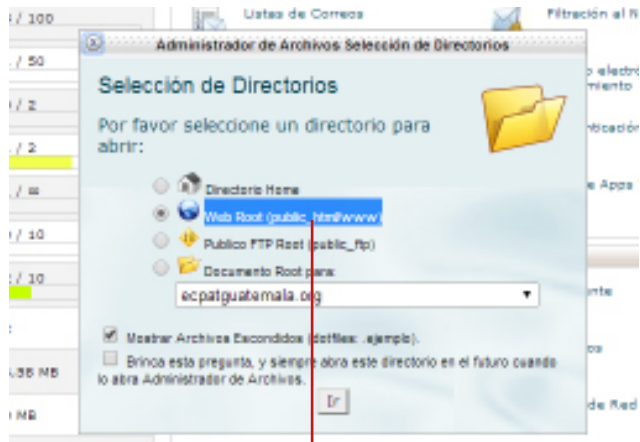 / 100
Listas de Correos
Filtración al N
Administrador de Archivos Selección de Directorios
/ 50
Selección de Directorios
/ 2
Por favor seleccione un directorio para
abrir:
/ 2
/ ∞
Directorio Home
e Apps
Web Root (public_html/www)
/ 10
Publico FTP Root (public_ftp)
/ 10
Documento Root para:
ecpatguatemala.org
Mostrar Archivos Escondidos (dotfiles: .ejemplo).
Brinca esta pregunta, y siempre abra este directorio en el futuro cuando
lo abra Administrador de Archivos.
MB
Ir
MB
de Red